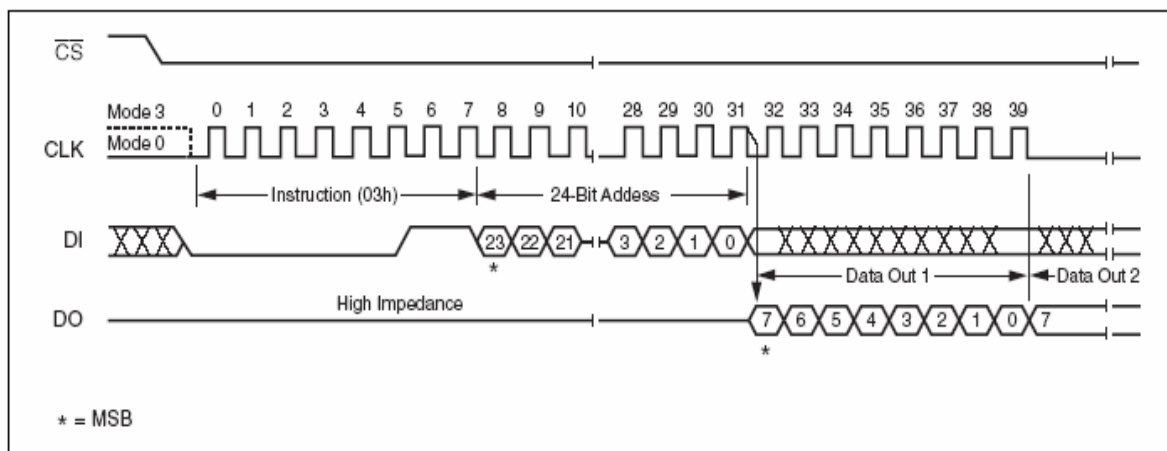 CS
Mode 3
0 1 2 3 4 5 6 7 8 9 10 28 29 30 31 32 33 34 35 36 37 38 39
CLK
Mode 0
Instruction (03h)
24-Bit Addess
DI
23 22 21 3 2 1 0
*
Data Out 1
Data Out 2
High Impedance
DO
7 6 5 4 3 2 1 0 7
*
* = MSB